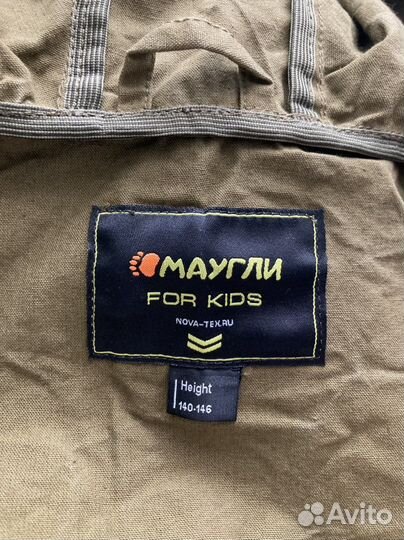 МАУГЛИ
FOR KIDS
NOVA-TEX.RU
Height
140-146
Avito